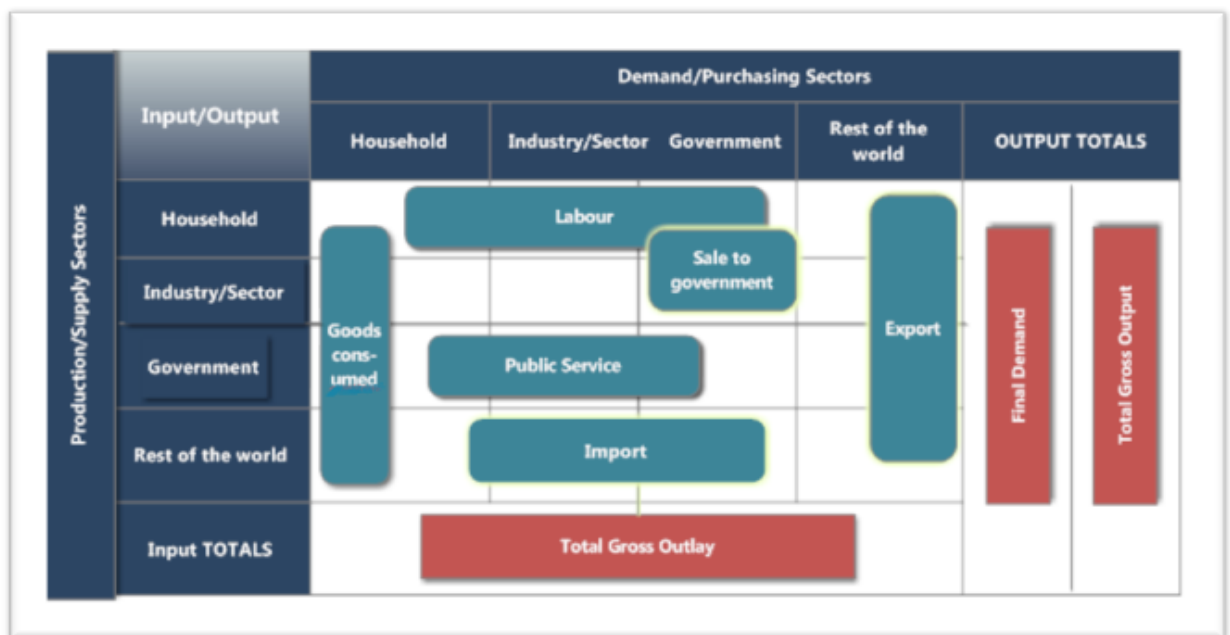 Demand/Purchasing Sectors
Input/Output
Household
Industry/Sector
Government
Rest of the
world
OUTPUT TOTALS
Production/Supply Sectors
Household
Labour
Sale to
government
Industry/Sector
Goods
cons-
umed
Export
Final Demand
Total Gross Output
Government
Public Service
Rest of the world
Import
Input TOTALS
Total Gross Outlay